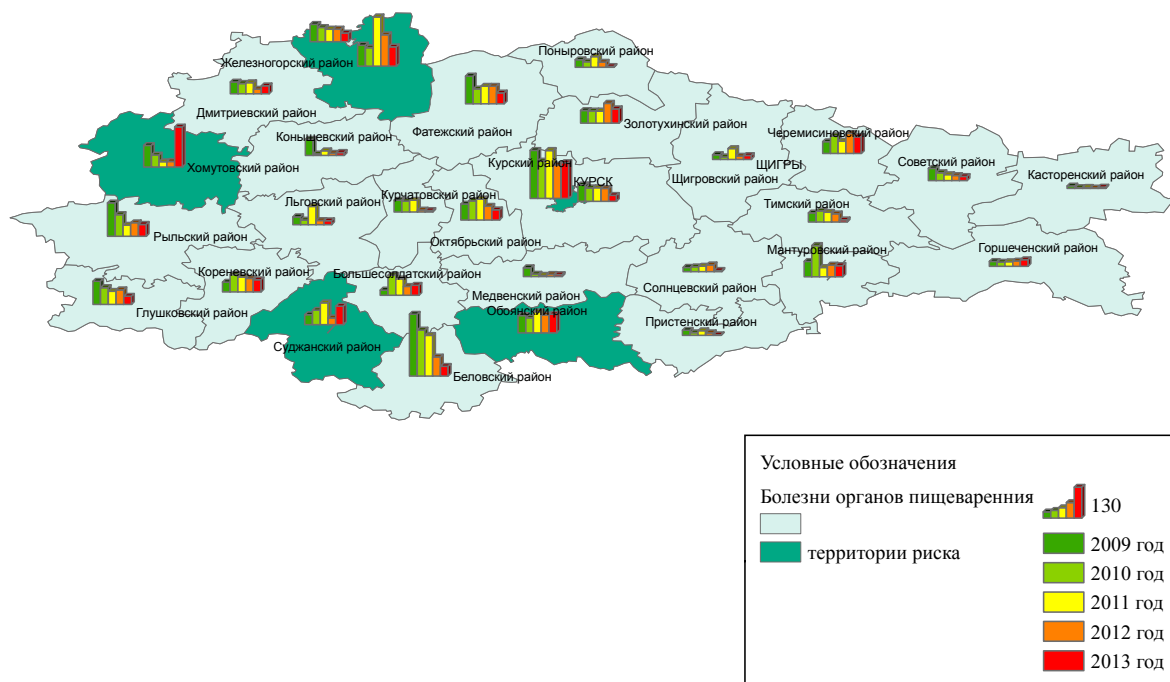 Поныровский район
Железногорский район
Дмитриевский район
Фатежский район
Золотухинский район
Черемисиновский район
Конышевский район
Хомутовский район
Курский район
КУРСК
ЩИГРЫ
Щигровский район
Советский район
Касторенский район
Льговский район
Курчатовский район
Тимский район
Рыльский район
Октябрьский район
Мантуровский район
Горшеченский район
Кореневский район
Большесолдатский район
Солнцевский район
Медвенский район
Глушковский район
Обоянский район
Пристенский район
Суджанский район
Беловский район
Условные обозначения
Болезни органов пищеваренния
территории риска
130
2009 год
2010 год
2011 год
2012 год
2013 год